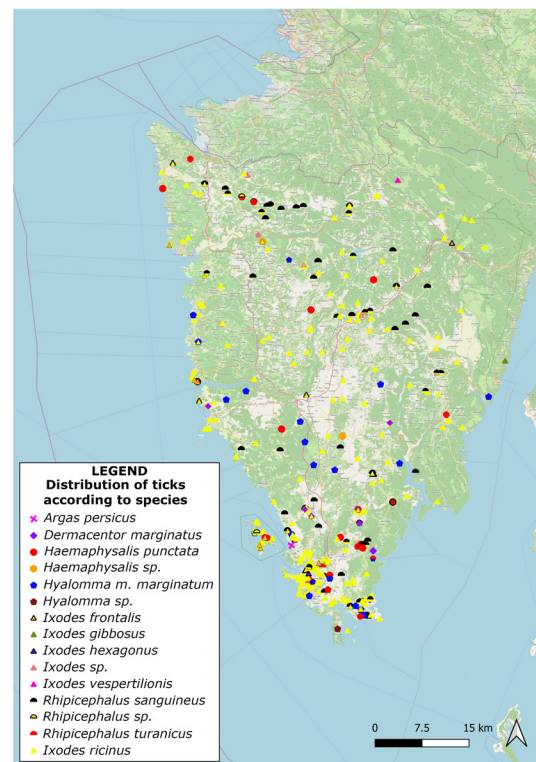 LEGEND
Distribution of ticks
according to species
Argas persicus
Dermacentor marginatus
Haemaphysalis punctata
Haemaphysalis sp.
Hyalomma m. marginatum
Hyalomma sp.
Ixodes frontalis
Ixodes gibbosus
Ixodes hexagonus
Ixodes sp.
Ixodes vespertilionis
Rhipicephalus sanguineus
Rhipicephalus sp.
Rhipicephalus turanicus
Ixodes ricinus
0 7.5 15 km